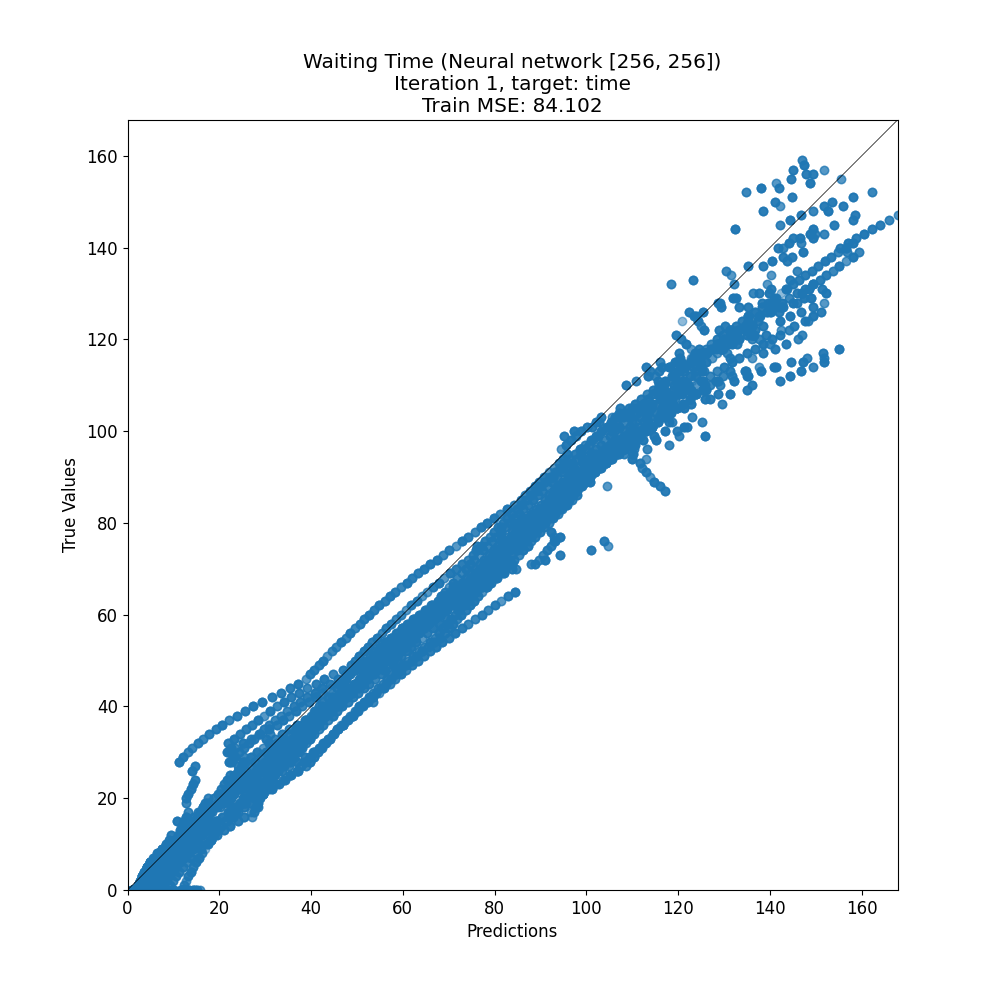 Waiting Time (Neural network [256, 256])
Iteration 1, target: time
Train MSE: 84.102
160
140
120
100
80
60
40
20
0
True Values
0 20 40 60 80 100 120 140 160
Predictions